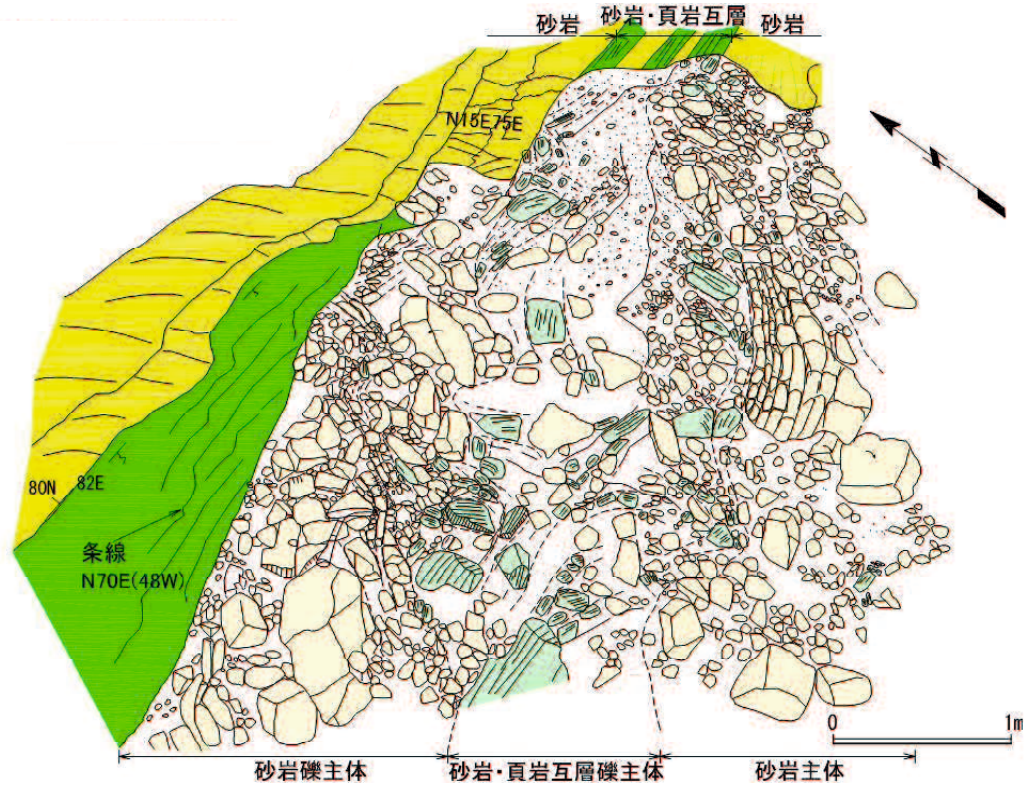 砂岩 砂岩・頁岩互層 砂岩
N15E75E
80N 82E
条線
N70E(48W)
0 1m
砂岩礫主体 砂岩・頁岩互層礫主体 砂岩主体